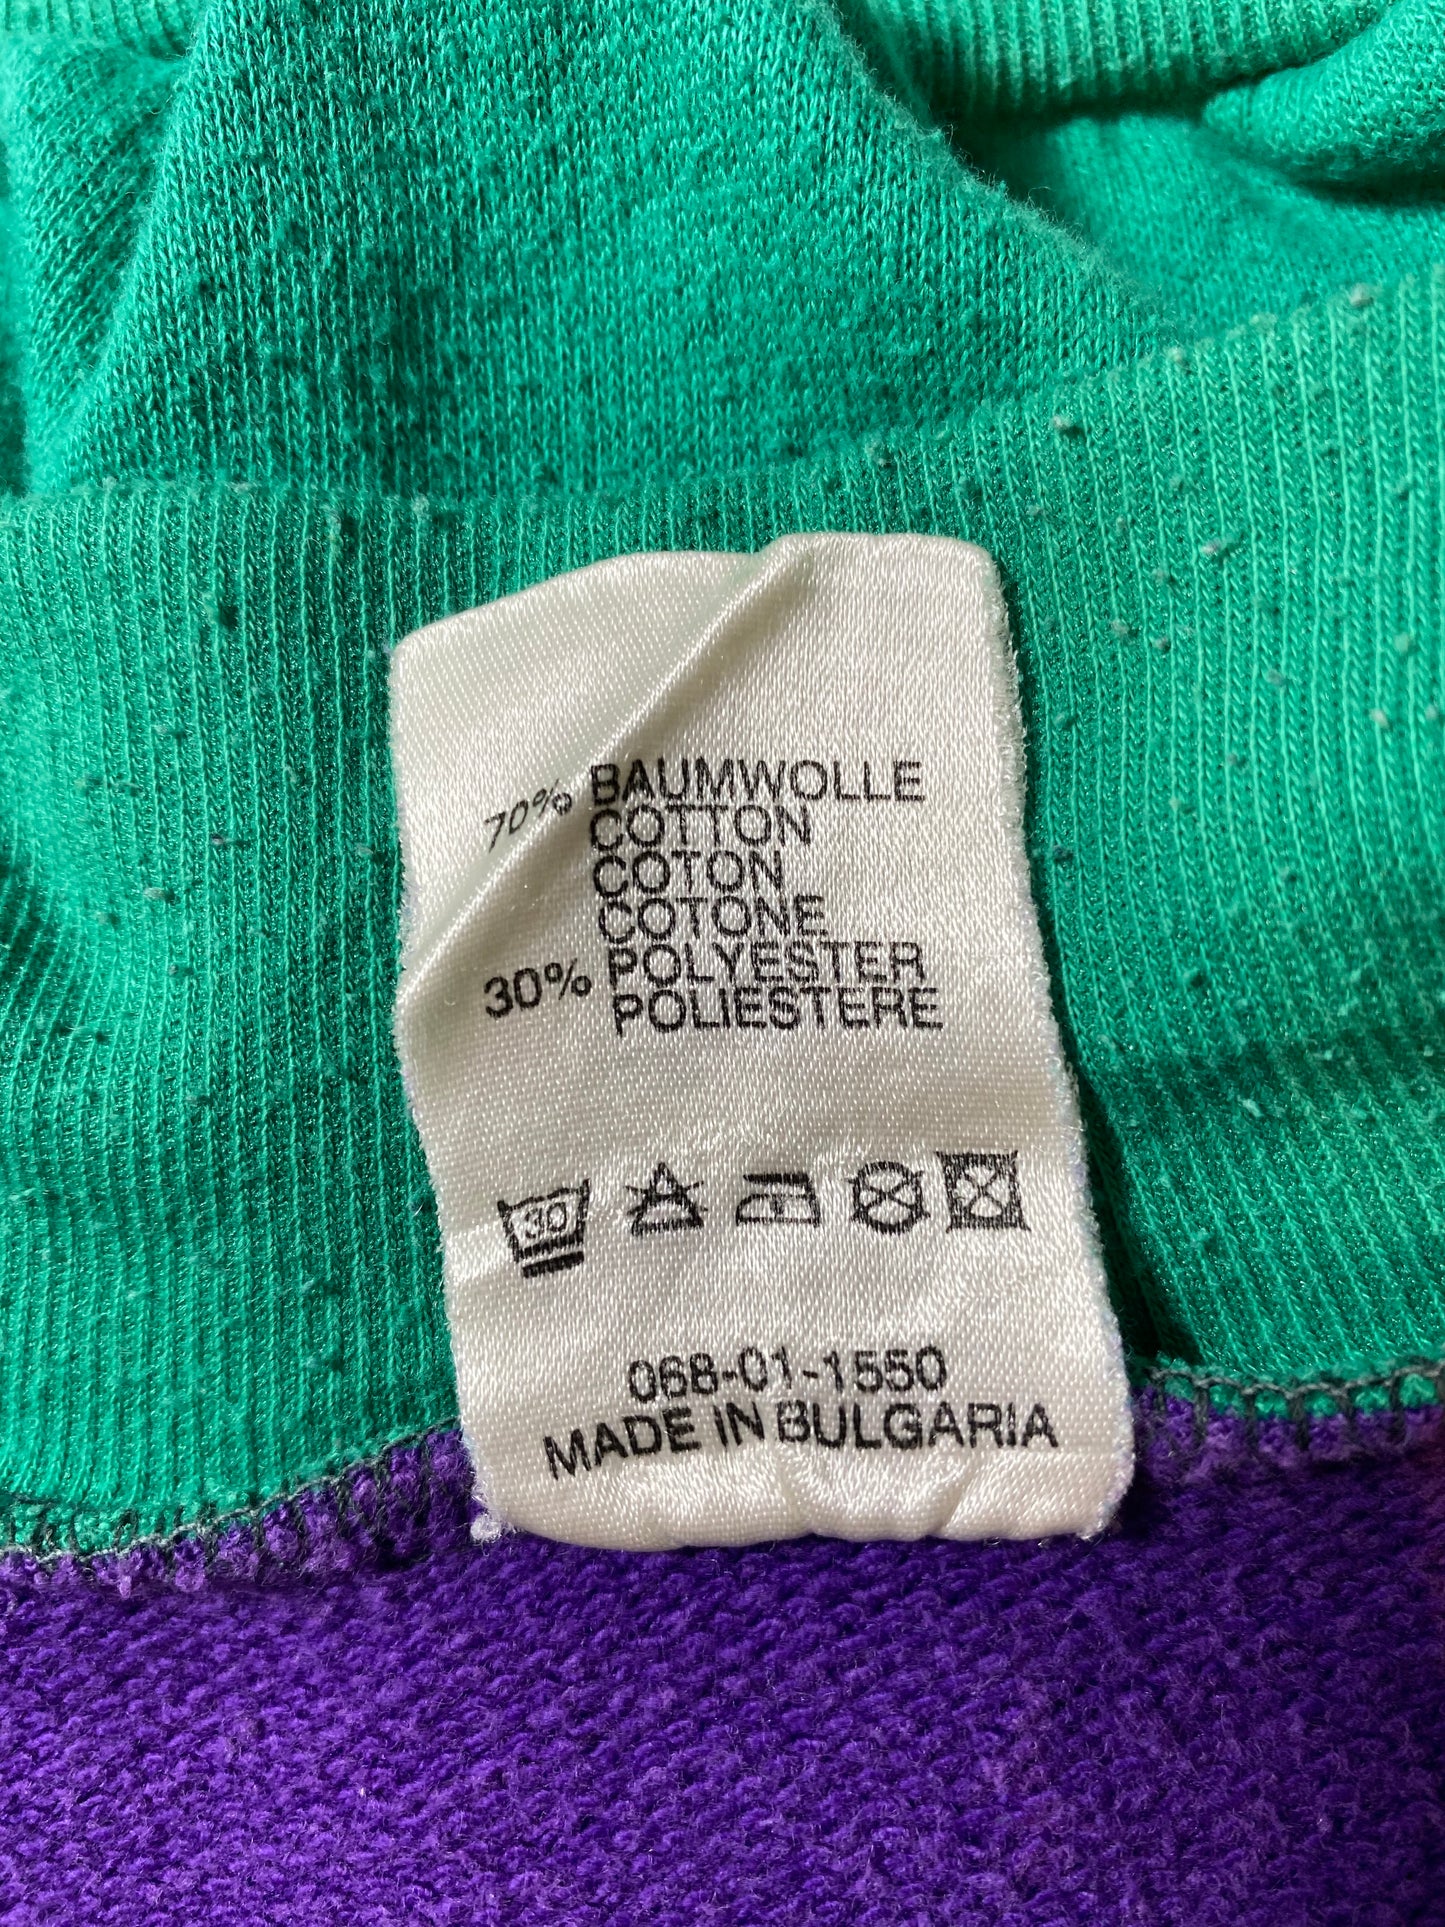 70% BAUMWOLLE
COTTON
COTON
COTONE
30% POLYESTER
POLIESTERE
30
068-01-1550
MADE IN BULGARIA